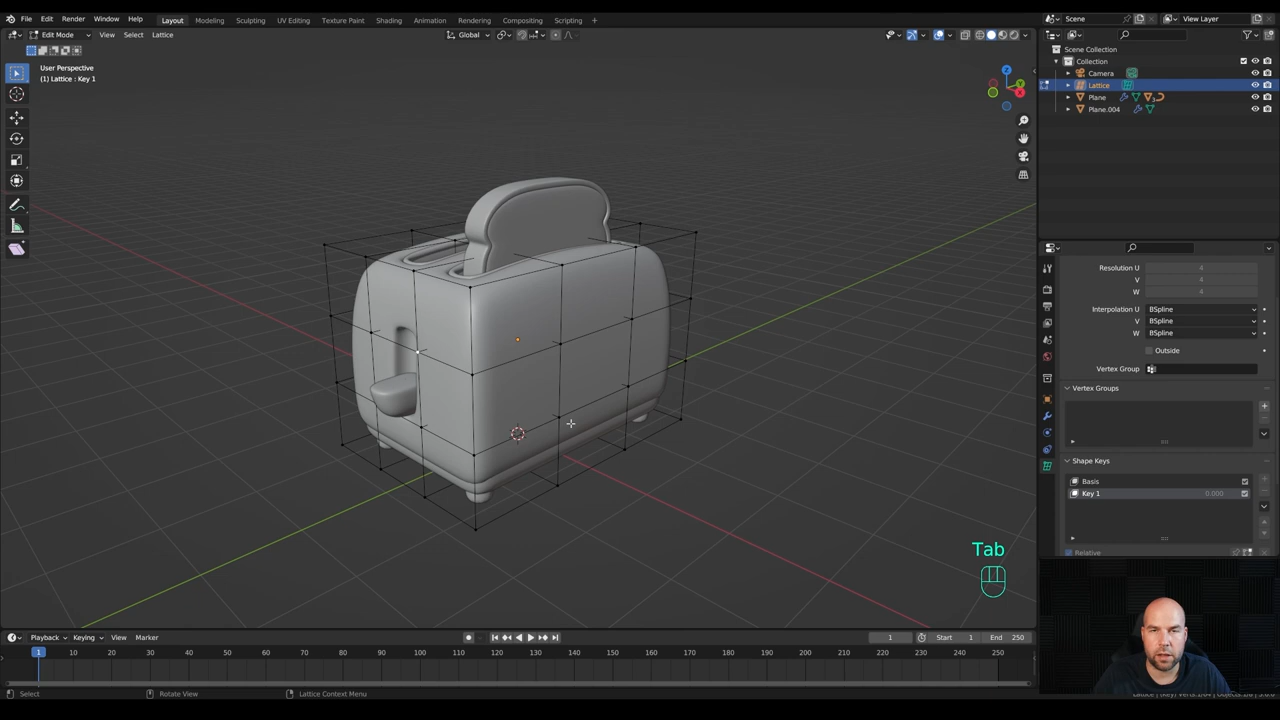 File Edit Render Window Help Layout Modeling Sculpting UV Editing Texture Paint Shading Animation Rendering Compositing Scripting + Scene View Layer
Edit Mode View Select Lattice Global
User Perspective
(1) Lattice : Key 1
Z
Y
X
Scene Collection
Collection
Camera
Lattice
Plane
3
Plane.004
Resolution U 4
V 4
W 4
Interpolation U BSpline
V BSpline
W BSpline
Outside
Vertex Group
Vertex Groups
Shape Keys
Basis
Key 1 0.000
Relative
Tab
Playback Keying View Marker 1 Start 1 End 250
1 10 20 30 40 50 60 70 80 90 100 110 120 130 140 150 160 170 180 190 200 210 220 230 240 250
Select Rotate View Lattice Context Menu